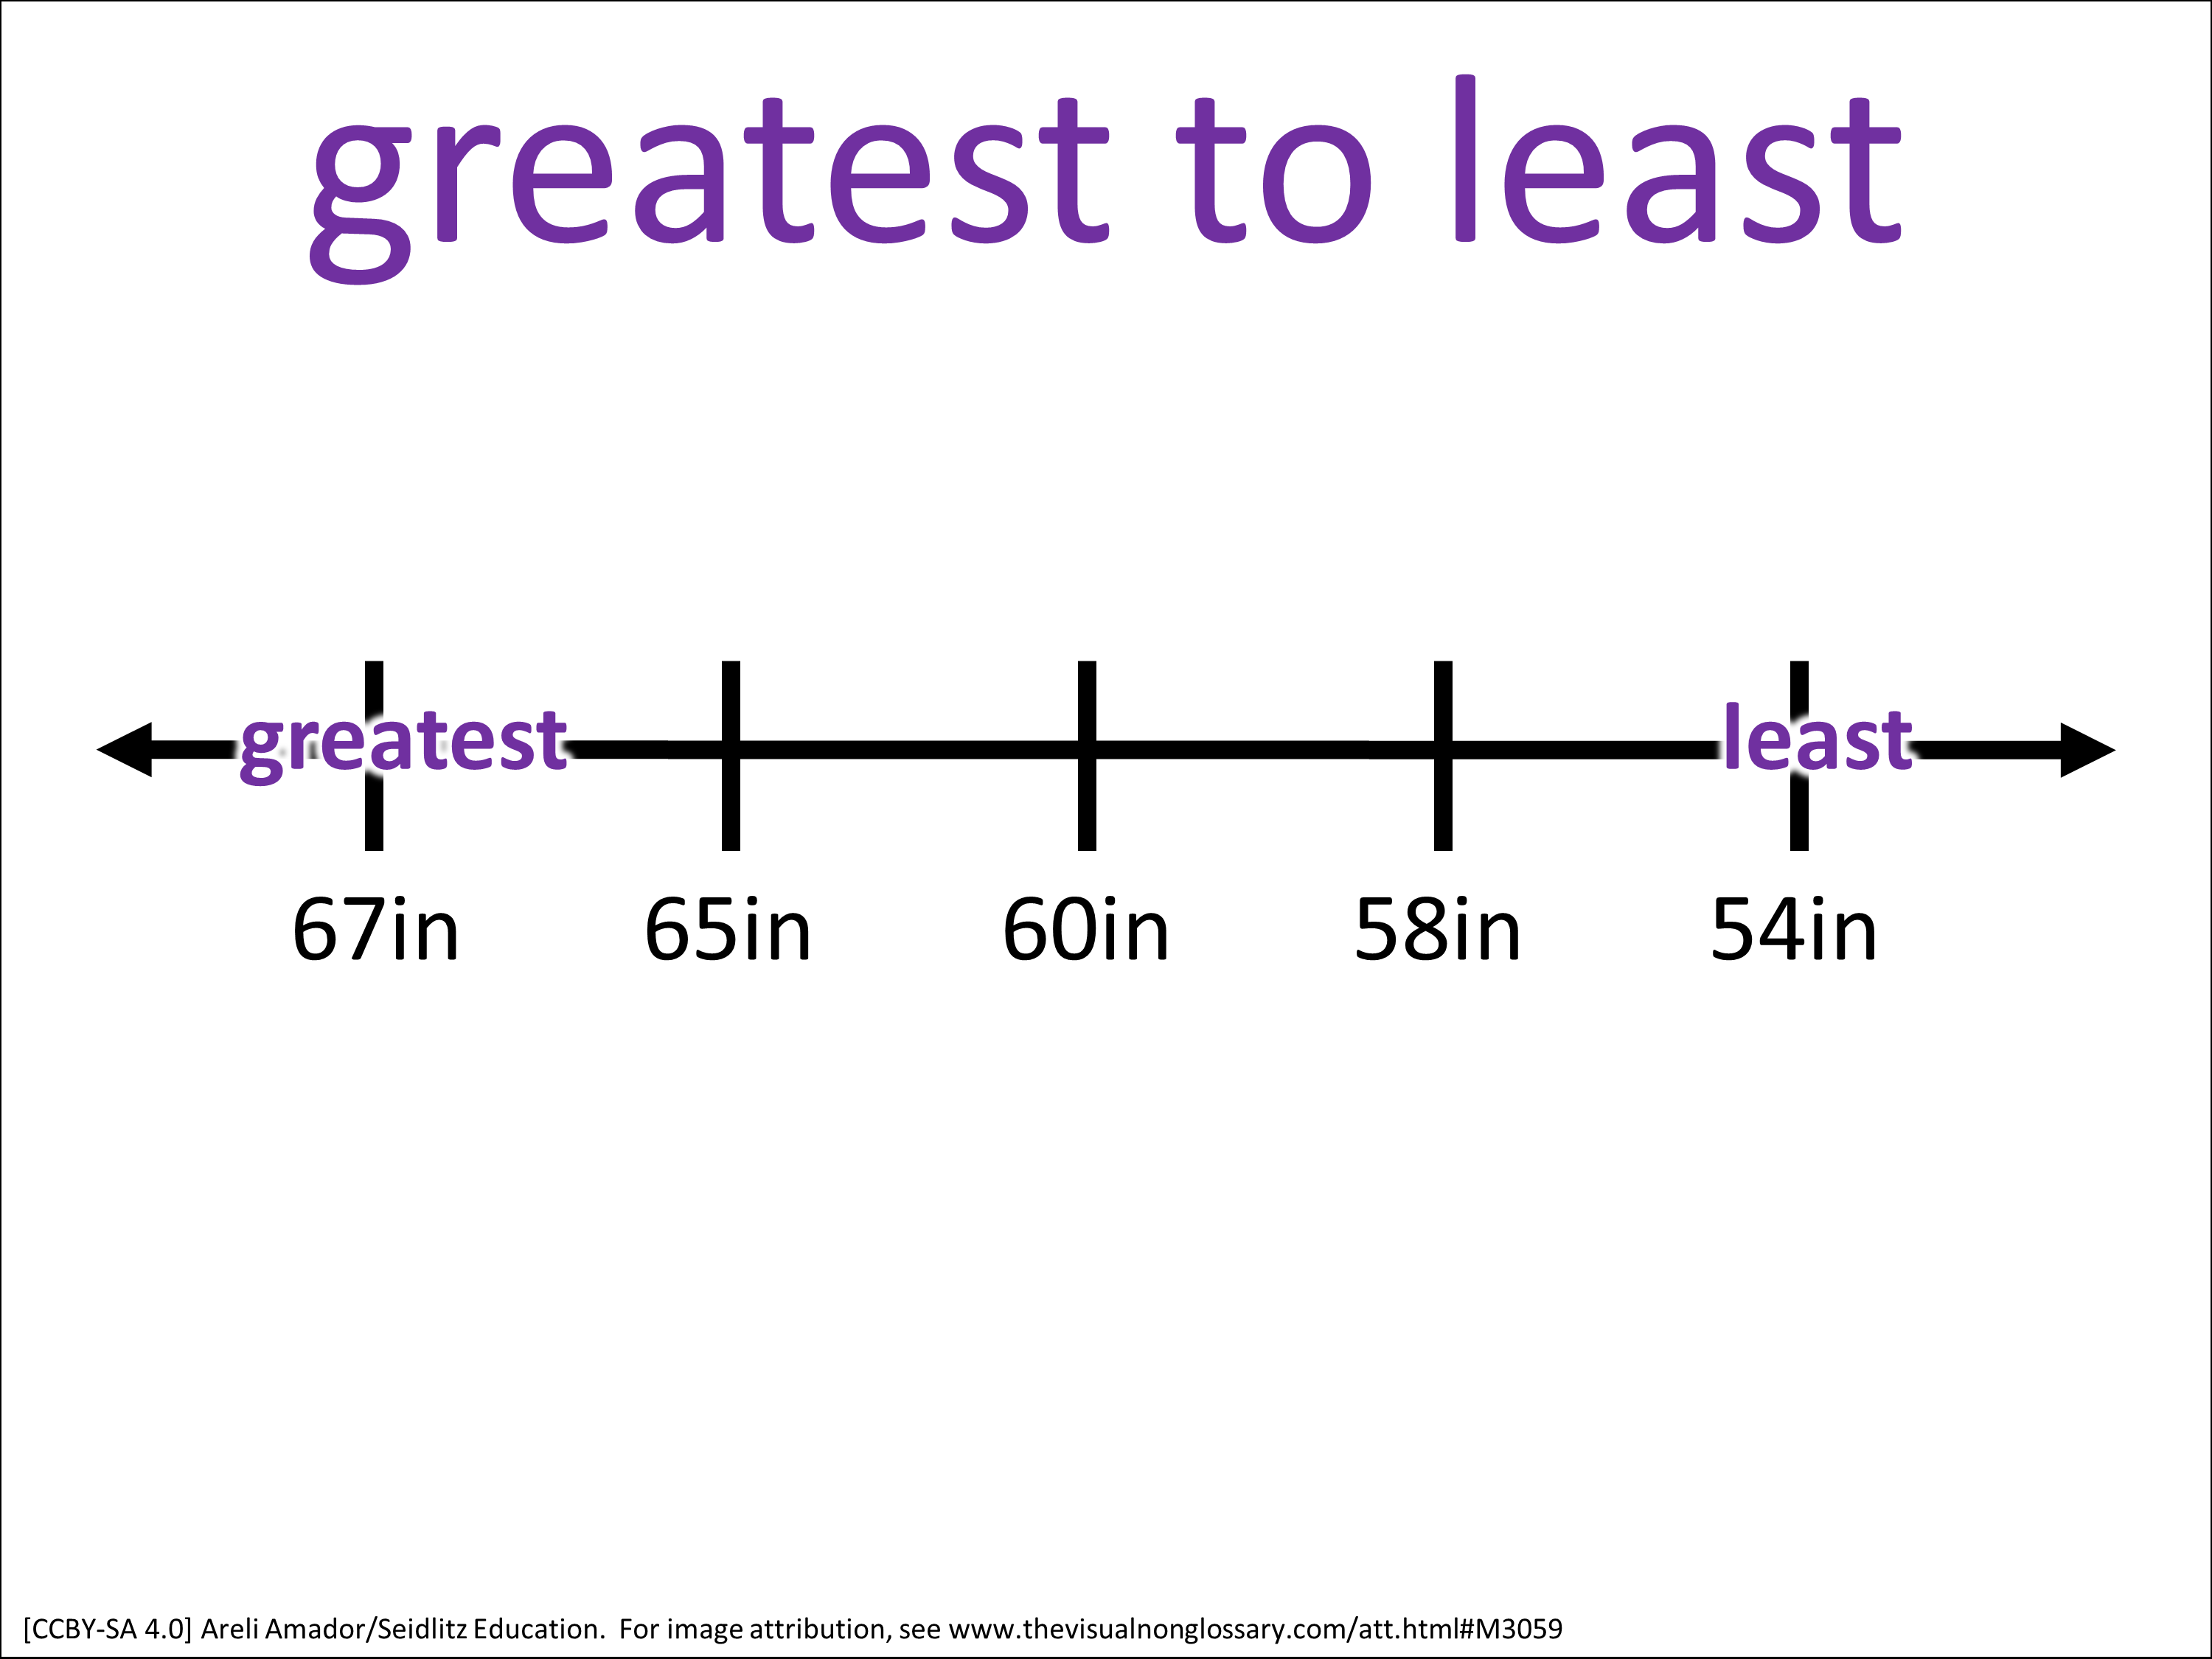 greatest to least
greatest least
67in 65in 60in 58in 54in
[CCBY-SA 4.0] Areli Amador/Seidlitz Education.  For image attribution, see www.thevisualnonglossary.com/att.html#M3059